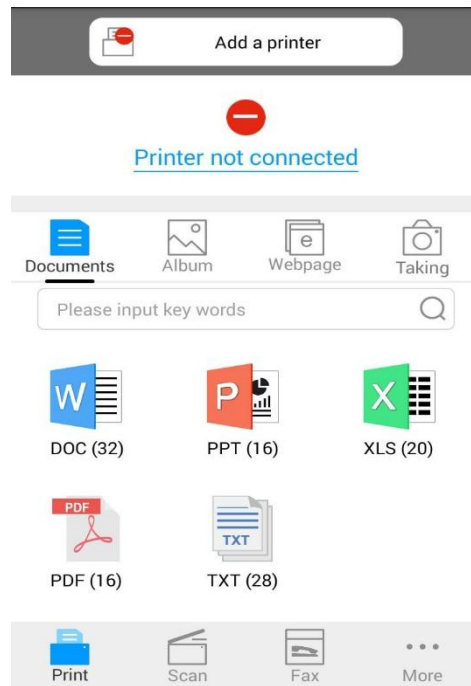 Add a printer
Printer not connected
Documents Album Webpage Taking
Please input key words
W P X
DOC (32) PPT (16) XLS (20)
PDF TXT
PDF (16) TXT (28)
Print Scan Fax More